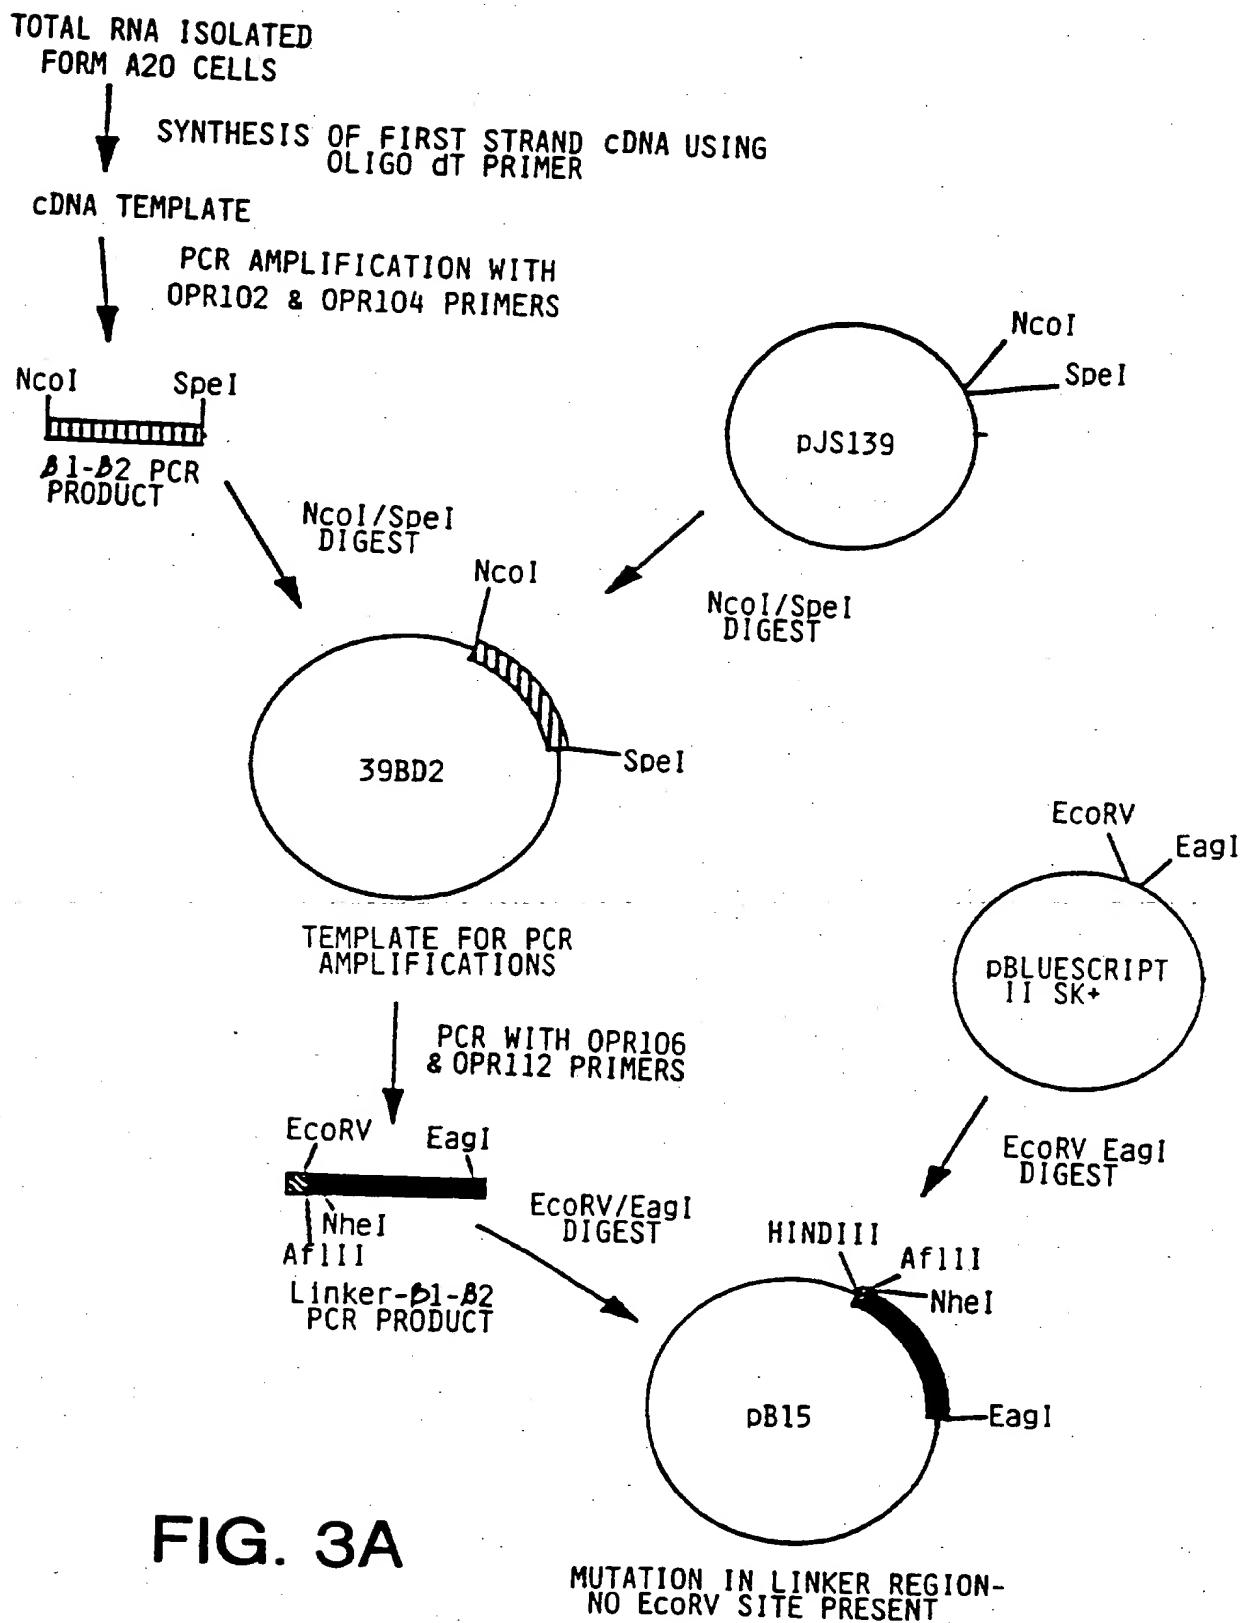 TOTAL RNA ISOLATED
FORM A20 CELLS
SYNTHESIS OF FIRST STRAND cDNA USING
OLIGO dT PRIMER
cDNA TEMPLATE
PCR AMPLIFICATION WITH
OPR102 & OPR104 PRIMERS
NcoI
SpeI
β1-β2 PCR
PRODUCT
NcoI
SpeI
pJS139
NcoI/SpeI
DIGEST
NcoI/SpeI
DIGEST
NcoI
SpeI
39BD2
TEMPLATE FOR PCR
AMPLIFICATIONS
EcoRV
EagI
pBLUESCRIPT
II SK+
PCR WITH OPR106
& OPR112 PRIMERS
EcoRV
EagI
NheI
AflII
Linker-β1-β2
PCR PRODUCT
EcoRV/EagI
DIGEST
EcoRV EagI
DIGEST
HINDIII
AflII
NheI
EagI
pB15
FIG. 3A
MUTATION IN LINKER REGION-
NO EcoRV SITE PRESENT